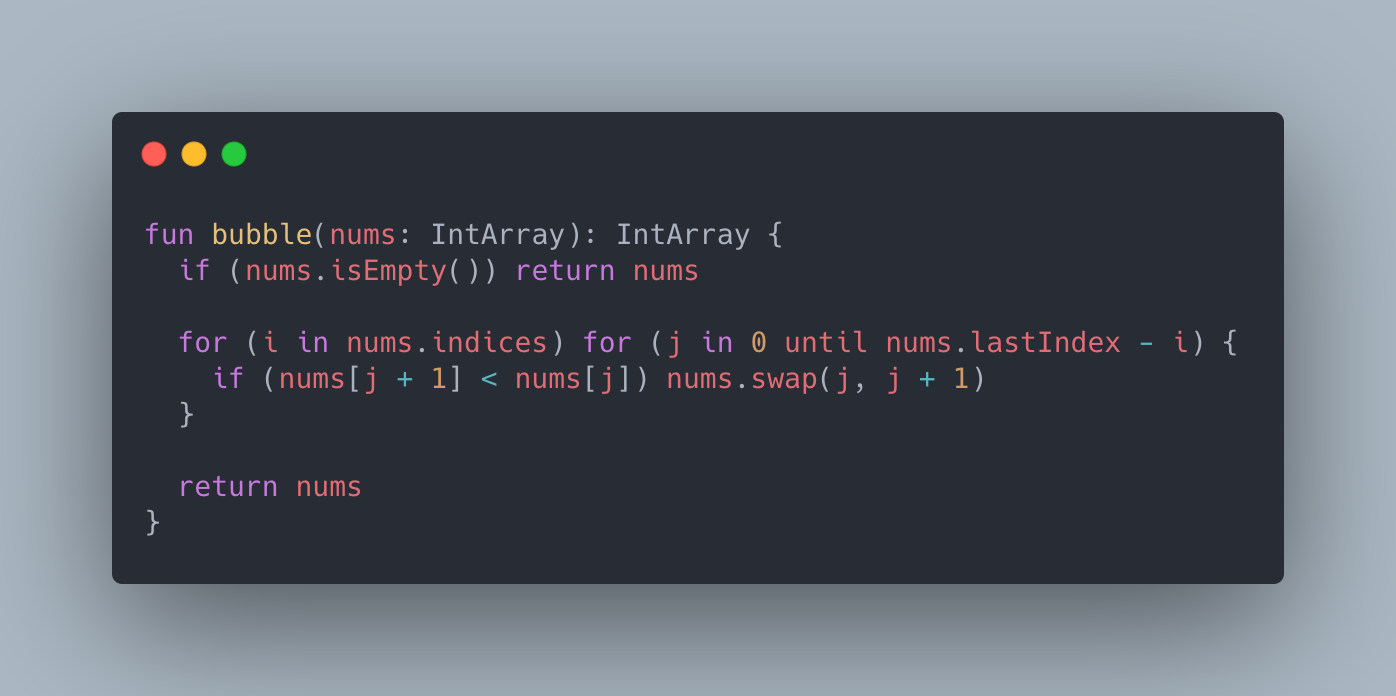 fun bubble(nums: IntArray): IntArray {
  if (nums.isEmpty()) return nums

  for (i in nums.indices) for (j in 0 until nums.lastIndex - i) {
    if (nums[j + 1] < nums[j]) nums.swap(j, j + 1)
  }

  return nums
}